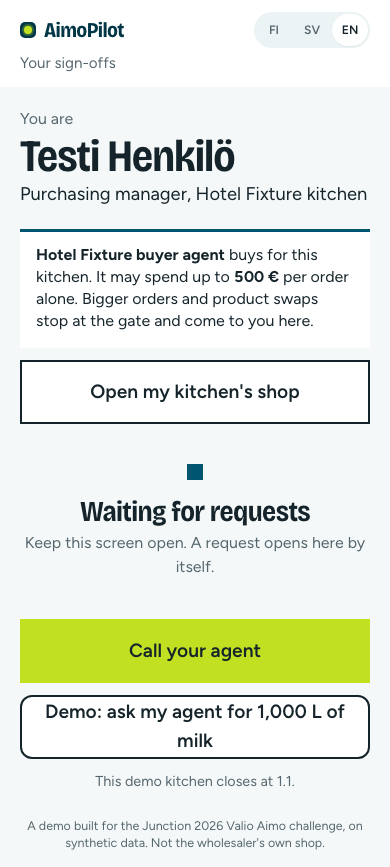 AimoPilot
FI SV EN
Your sign-offs
You are
Testi Henkilö
Purchasing manager, Hotel Fixture kitchen
Hotel Fixture buyer agent buys for this
kitchen. It may spend up to 500 € per order
alone. Bigger orders and product swaps
stop at the gate and come to you here.
Open my kitchen's shop
Waiting for requests
Keep this screen open. A request opens here by
itself.
Call your agent
Demo: ask my agent for 1,000 L of
milk
This demo kitchen closes at 1.1.
A demo built for the Junction 2026 Valio Aimo challenge, on
synthetic data. Not the wholesaler's own shop.